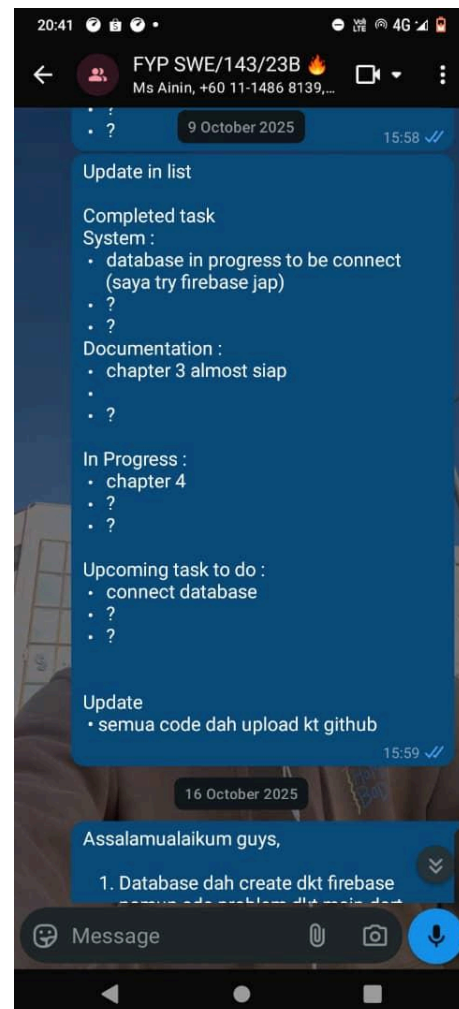 20:41
4G
FYP SWE/143/23B 🔥
Ms Ainin, +60 11-1486 8139,...
• ?
9 October 2025
15:58
Update in list
Completed task
System :
• database in progress to be connect
(saya try firebase jap)
• ?
• ?
Documentation :
• chapter 3 almost siap
•
• ?
In Progress :
• chapter 4
• ?
• ?
Upcoming task to do :
• connect database
• ?
• ?
Update
• semua code dah upload kt github
15:59
16 October 2025
Assalamualaikum guys,
1. Database dah create dkt firebase
Message